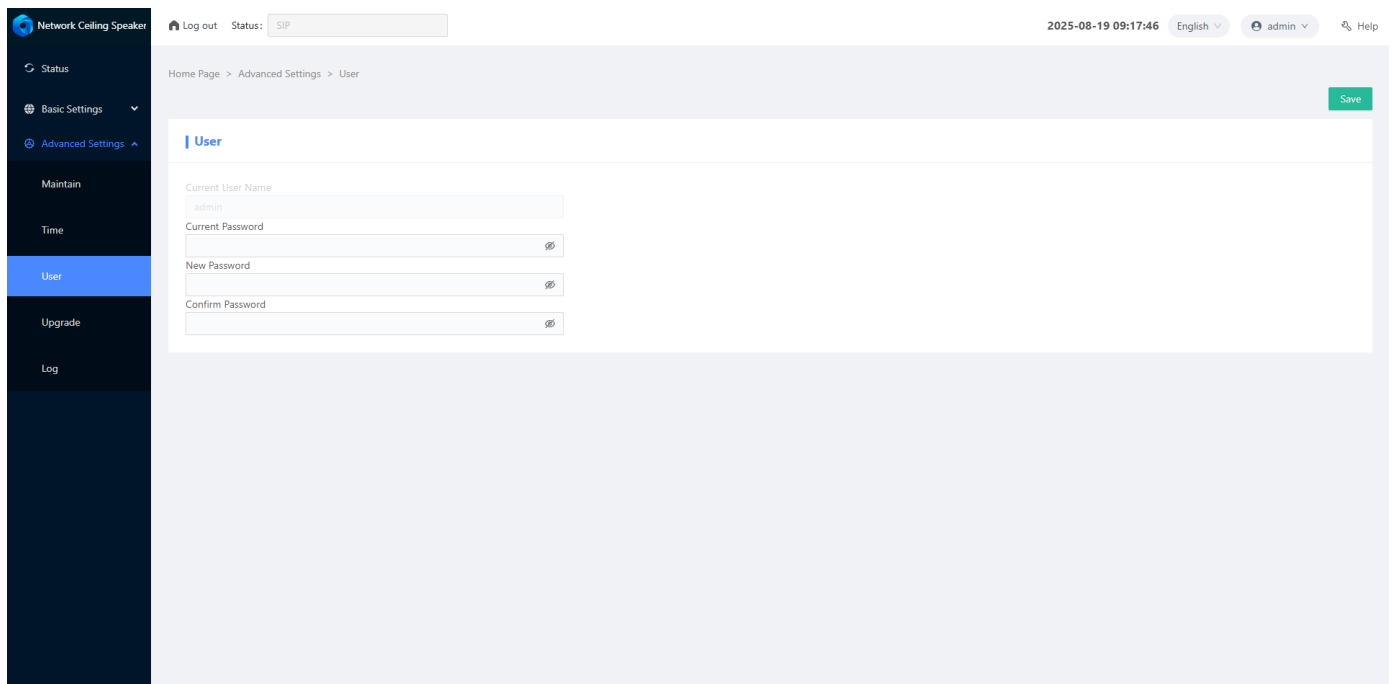 Network Ceiling Speaker
Log out Status: SIP
2025-08-19 09:17:46 English admin Help
Status
Basic Settings
Advanced Settings
Maintain
Time
User
Upgrade
Log
Home Page > Advanced Settings > User
Save
User
Current User Name
admin
Current Password
New Password
Confirm Password